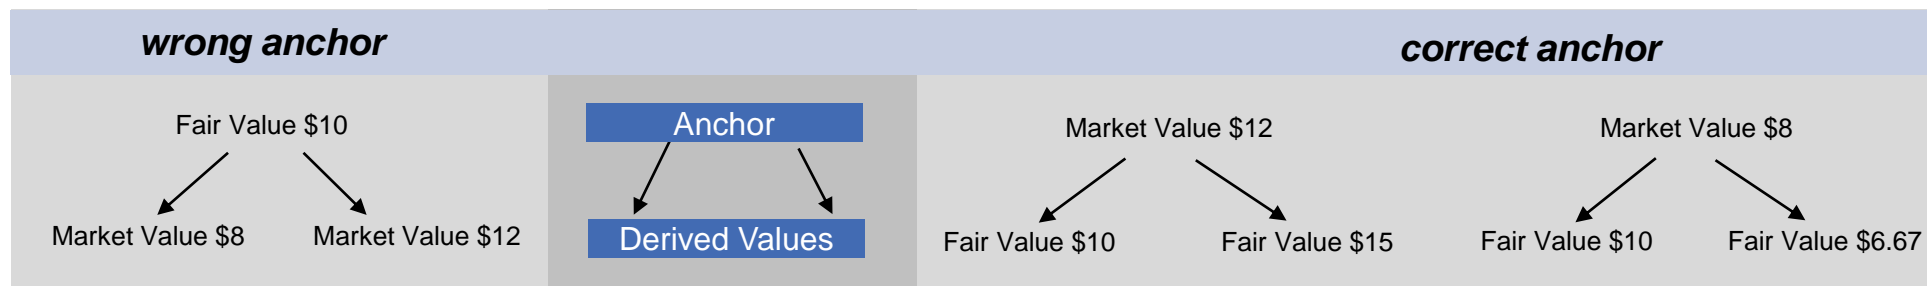 wrong anchor
correct anchor
Fair Value $10
Anchor
Market Value $12
Market Value $8
Market Value $8
Market Value $12
Derived Values
Fair Value $10
Fair Value $15
Fair Value $10
Fair Value $6.67